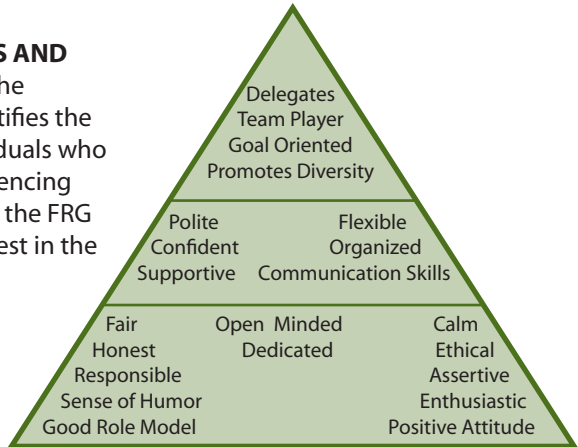 S AND
he
tifies the
duals who
encing
the FRG
est in the
Delegates
Team Player
Goal Oriented
Promotes Diversity
Polite Flexible
Confident Organized
Supportive Communication Skills
Fair Open Minded Calm
Honest Dedicated Ethical
Responsible Assertive
Sense of Humor Enthusiastic
Good Role Model Positive Attitude